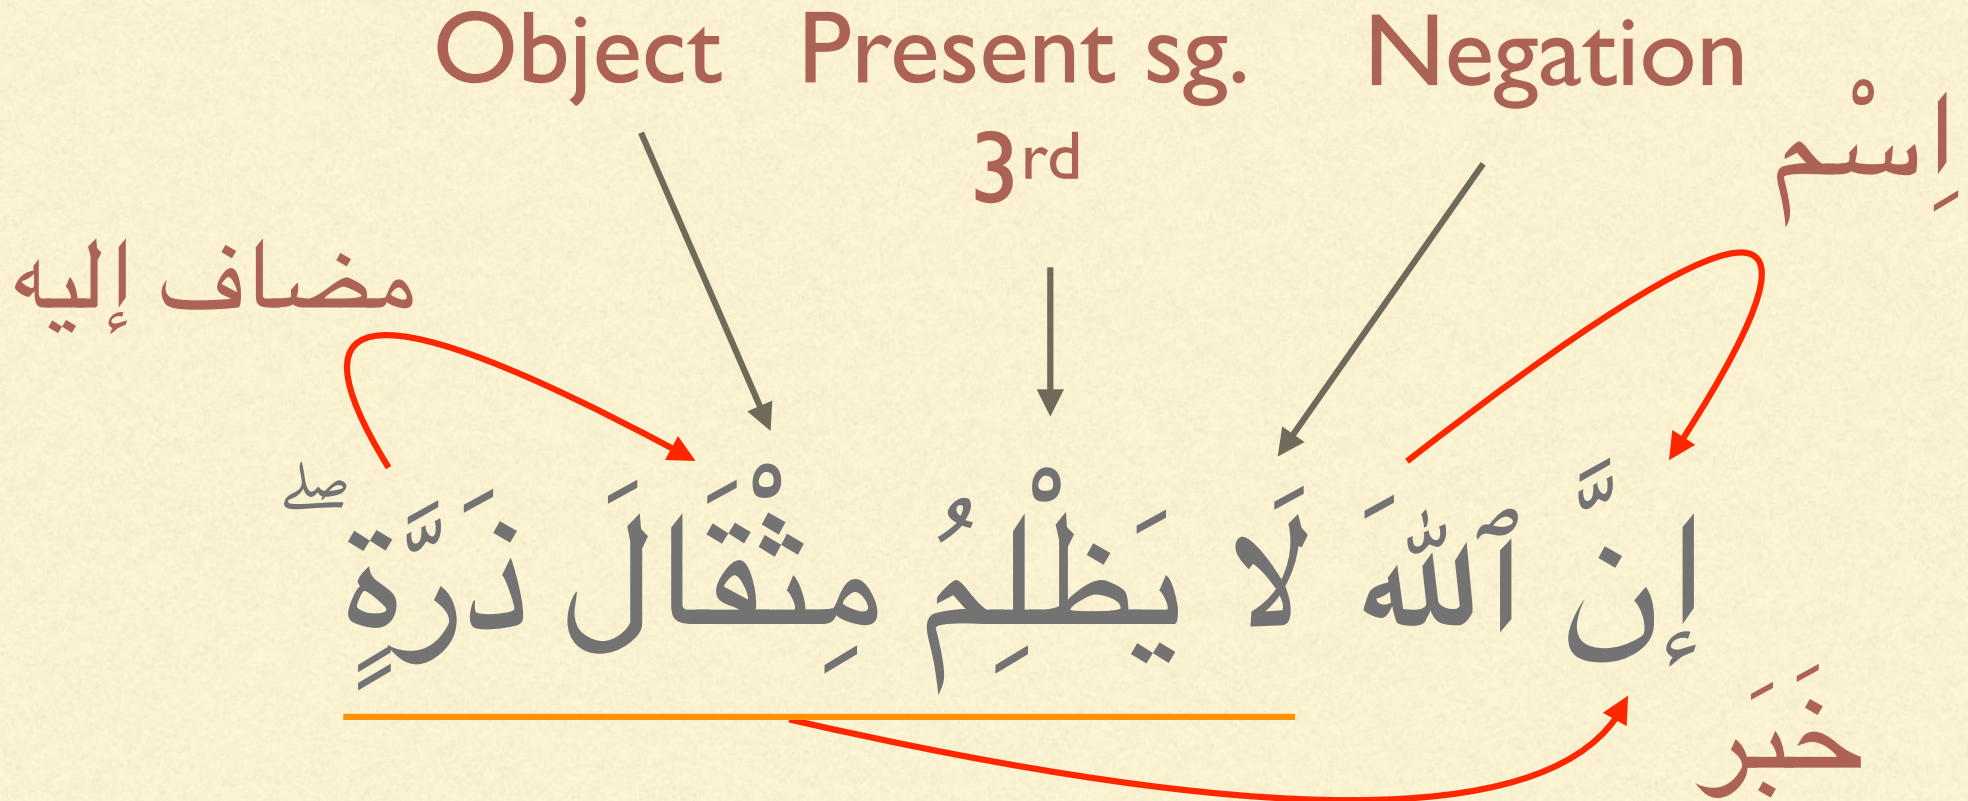 Object Present sg. Negation
3rd
اِسْم
مضاف إليه
إِنَّ ٱللَّهَ لَا يَظْلِمُ مِثْقَالَ ذَرَّةٍ ۖ
خَبَر